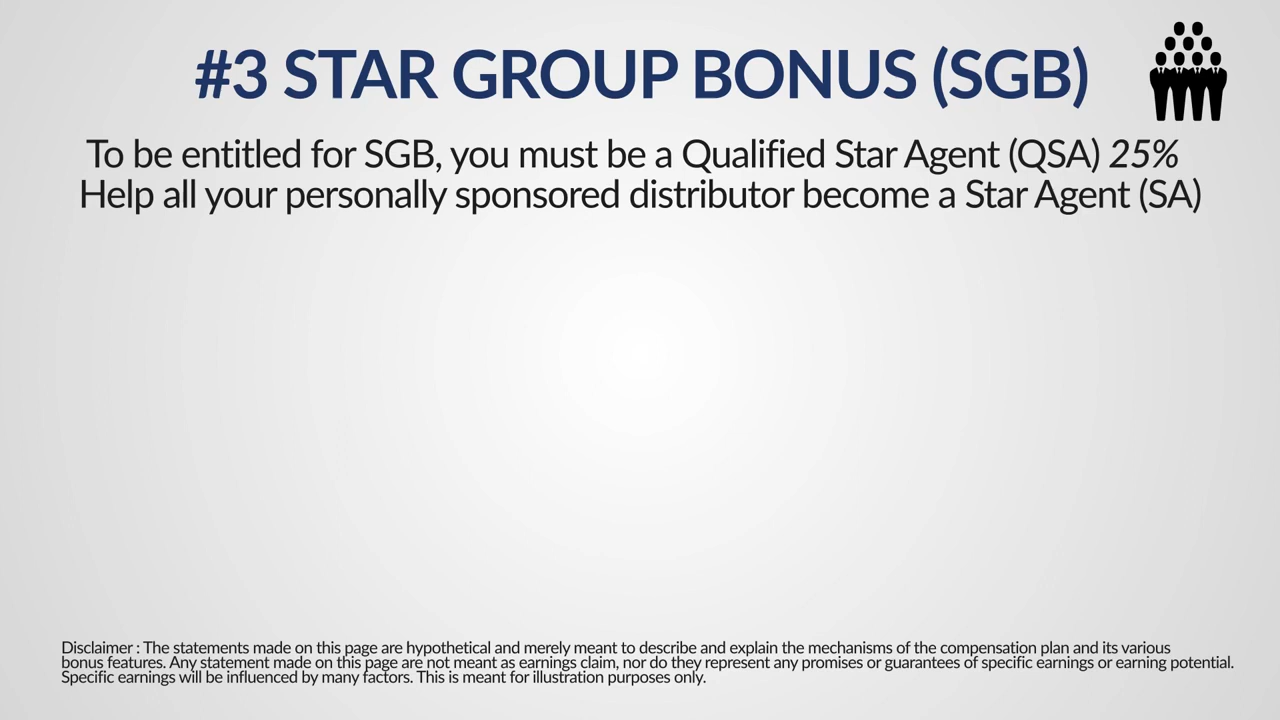 #3 STAR GROUP BONUS (SGB)
To be entitled for SGB, you must be a Qualified Star Agent (QSA) 25%
Help all your personally sponsored distributor become a Star Agent (SA)
Disclaimer : The statements made on this page are hypothetical and merely meant to describe and explain the mechanisms of the compensation plan and its various
bonus features. Any statement made on this page are not meant as earnings claim, nor do they represent any promises or guarantees of specific earnings or earning potential.
Specific earnings will be influenced by many factors. This is meant for illustration purposes only.